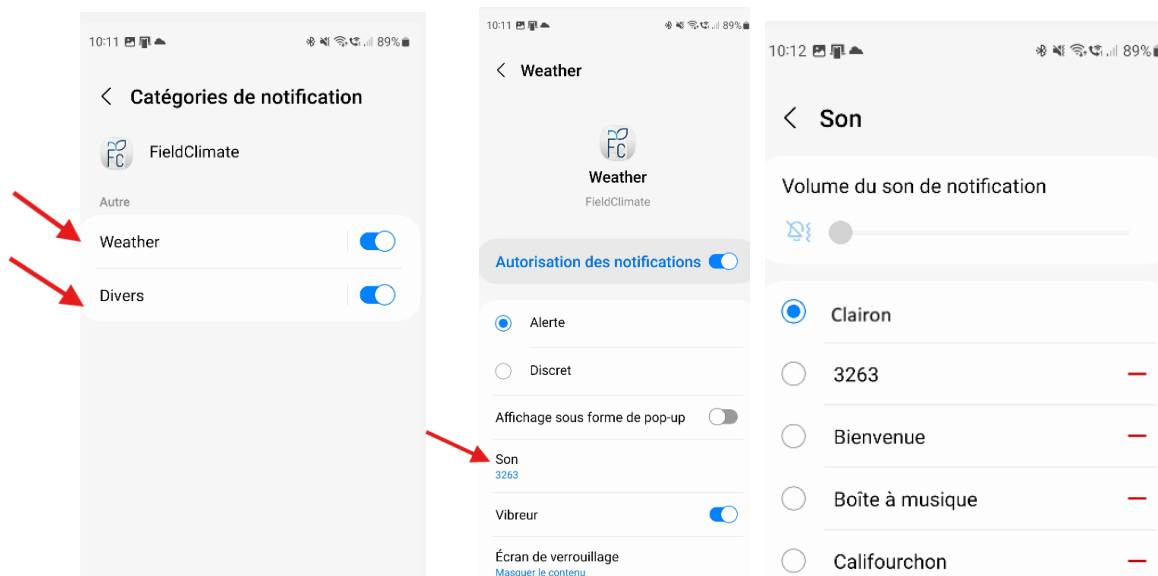 10:11
89%
Catégories de notification
FC
FieldClimate
Autre
Weather
Divers
10:11
89%
Weather
FC
Weather
FieldClimate
Autorisation des notifications
Alerte
Discret
Affichage sous forme de pop-up
Son
3263
Vibreur
Écran de verrouillage
Masquer le contenu
10:12
89%
Son
Volume du son de notification
Clairon
3263
Bienvenue
Boîte à musique
Califourchon